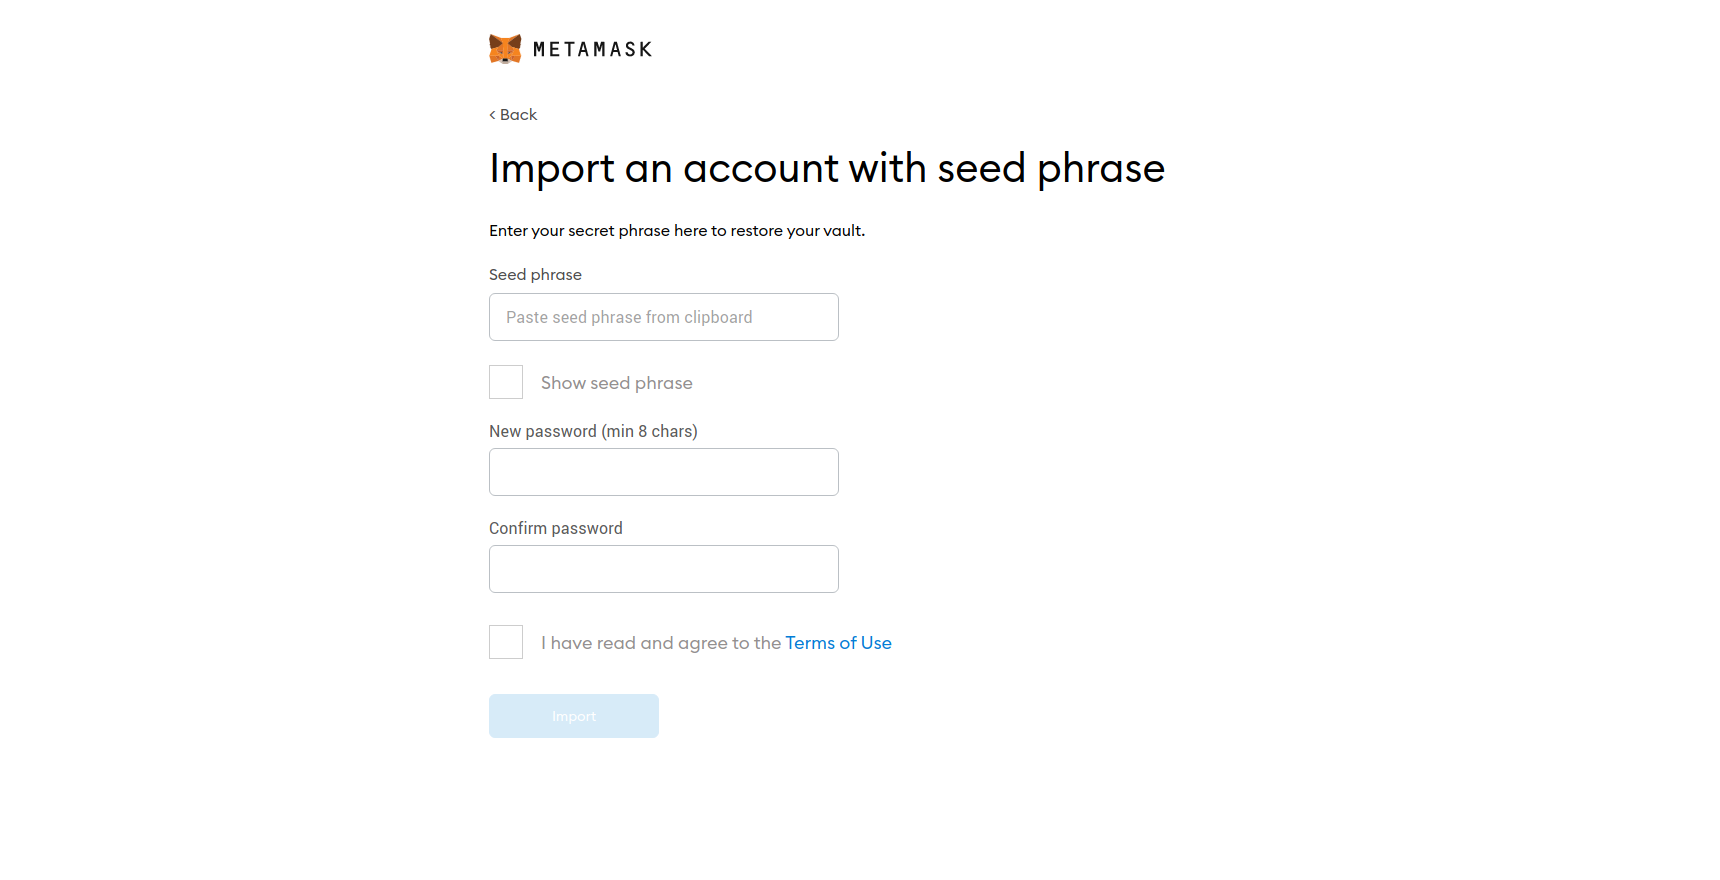 METAMASK
< Back
Import an account with seed phrase
Enter your secret phrase here to restore your vault.
Seed phrase
Paste seed phrase from clipboard
Show seed phrase
New password (min 8 chars)
Confirm password
I have read and agree to the Terms of Use
Import